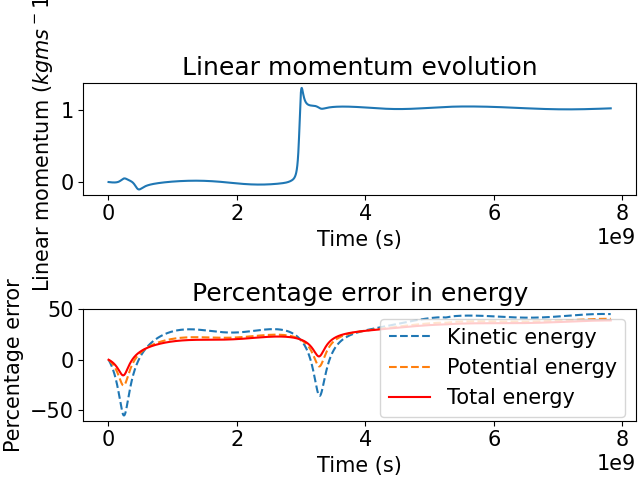 Linear momentum evolution
Linear momentum (kgms⁻1
1
0
0 2 4 6 8
1e9
Time (s)
Percentage error in energy
Percentage error
50
0
−50
Kinetic energy
Potential energy
Total energy
0 2 4 6 8
1e9
Time (s)